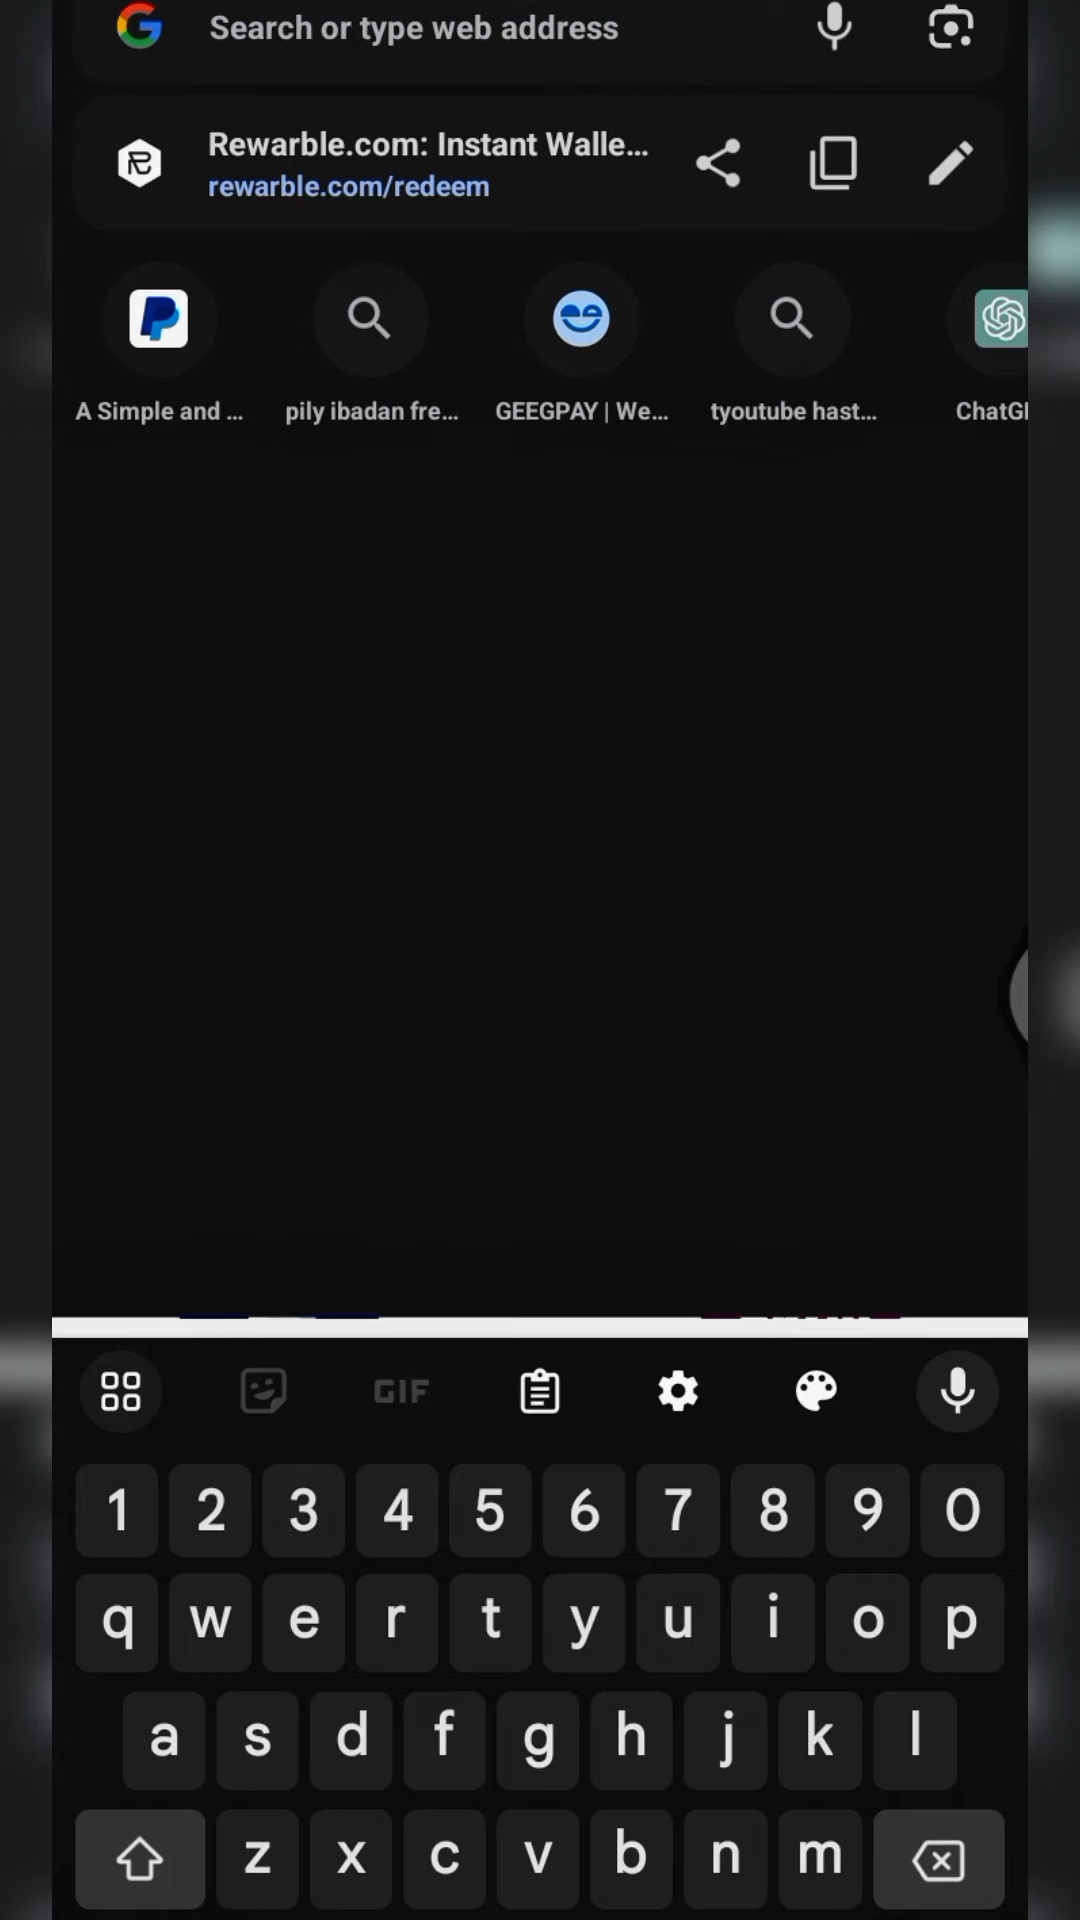 Search or type web address
Rewarble.com: Instant Walle...
rewarble.com/redeem
A Simple and ...
pily ibadan fre...
GEEGPAY | We...
tyoutube hast...
ChatG
GIF
1 2 3 4 5 6 7 8 9 0
q w e r t y u i o p
a s d f g h j k l
z x c v b n m